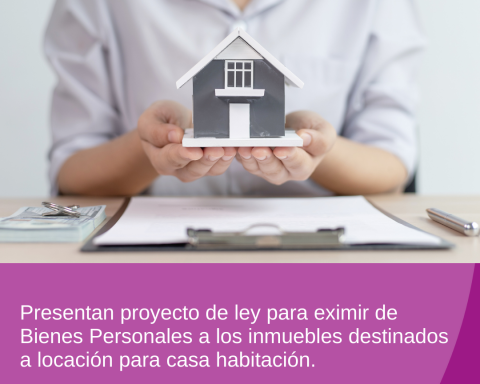 Presentan proyecto de ley para eximir de
Bienes Personales a los inmuebles destinados
a locación para casa habitación.